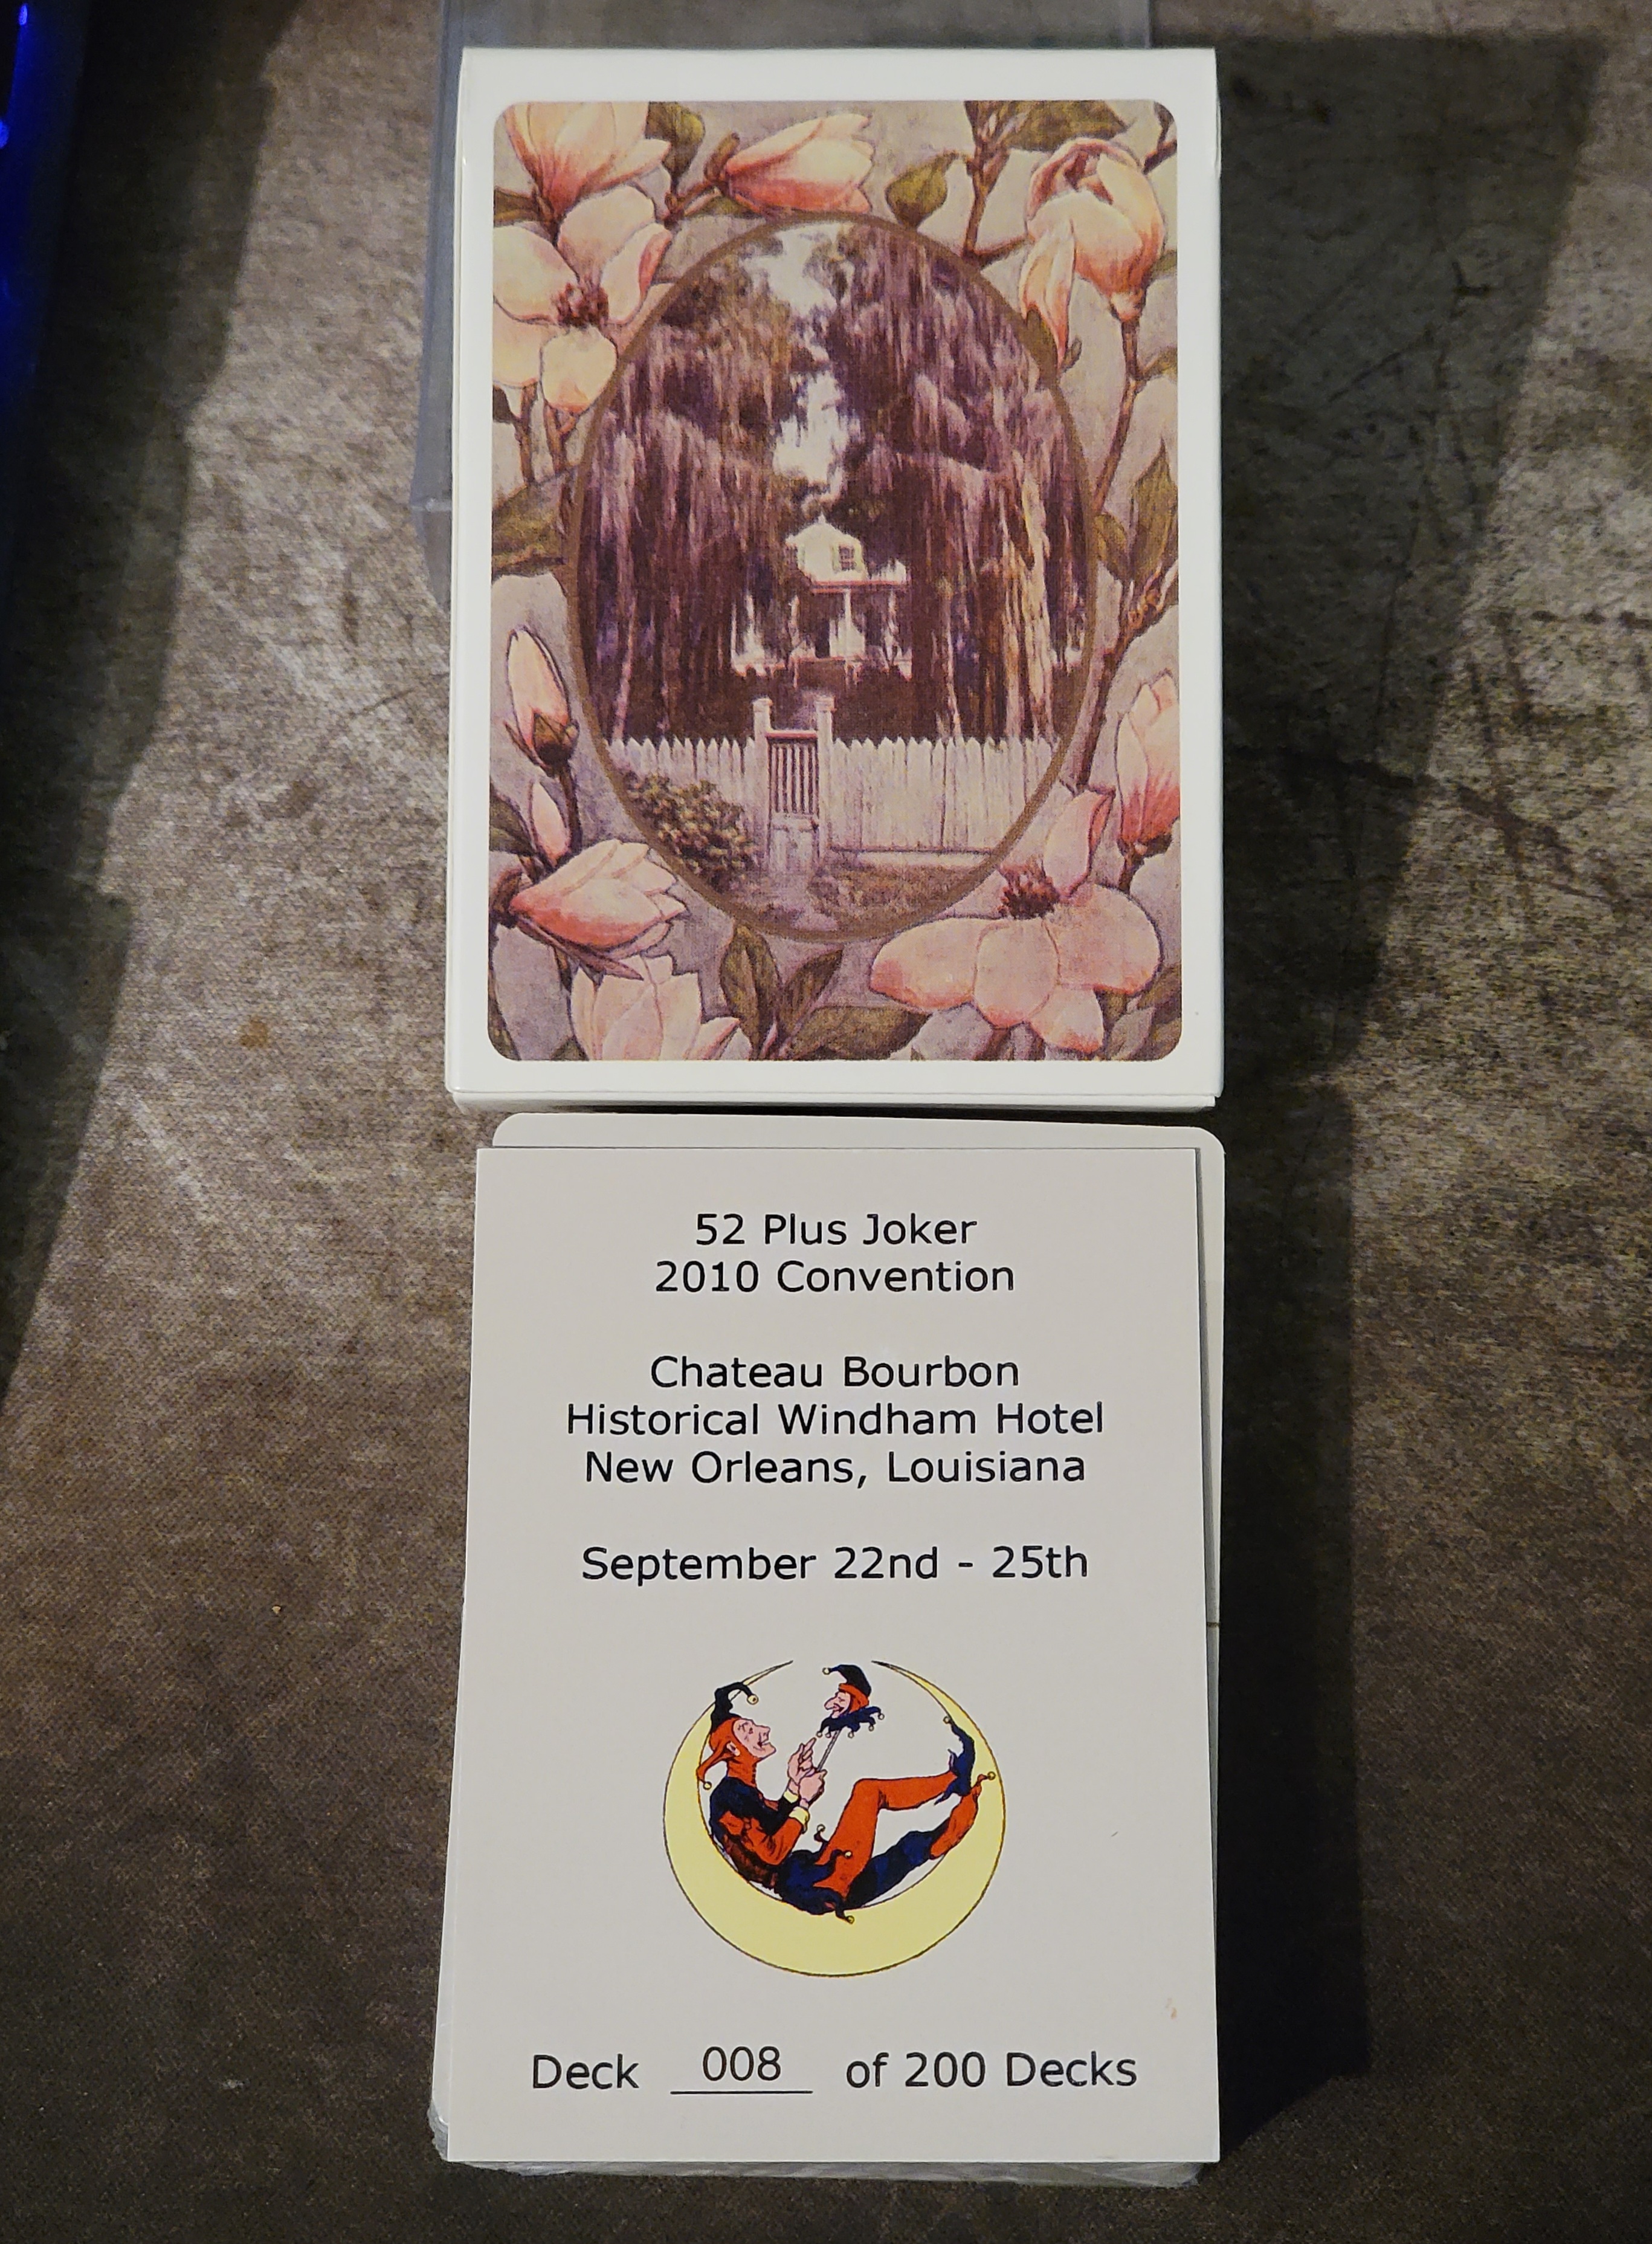 52 Plus Joker
2010 Convention
Chateau Bourbon
Historical Windham Hotel
New Orleans, Louisiana
September 22nd - 25th
Deck 008 of 200 Decks